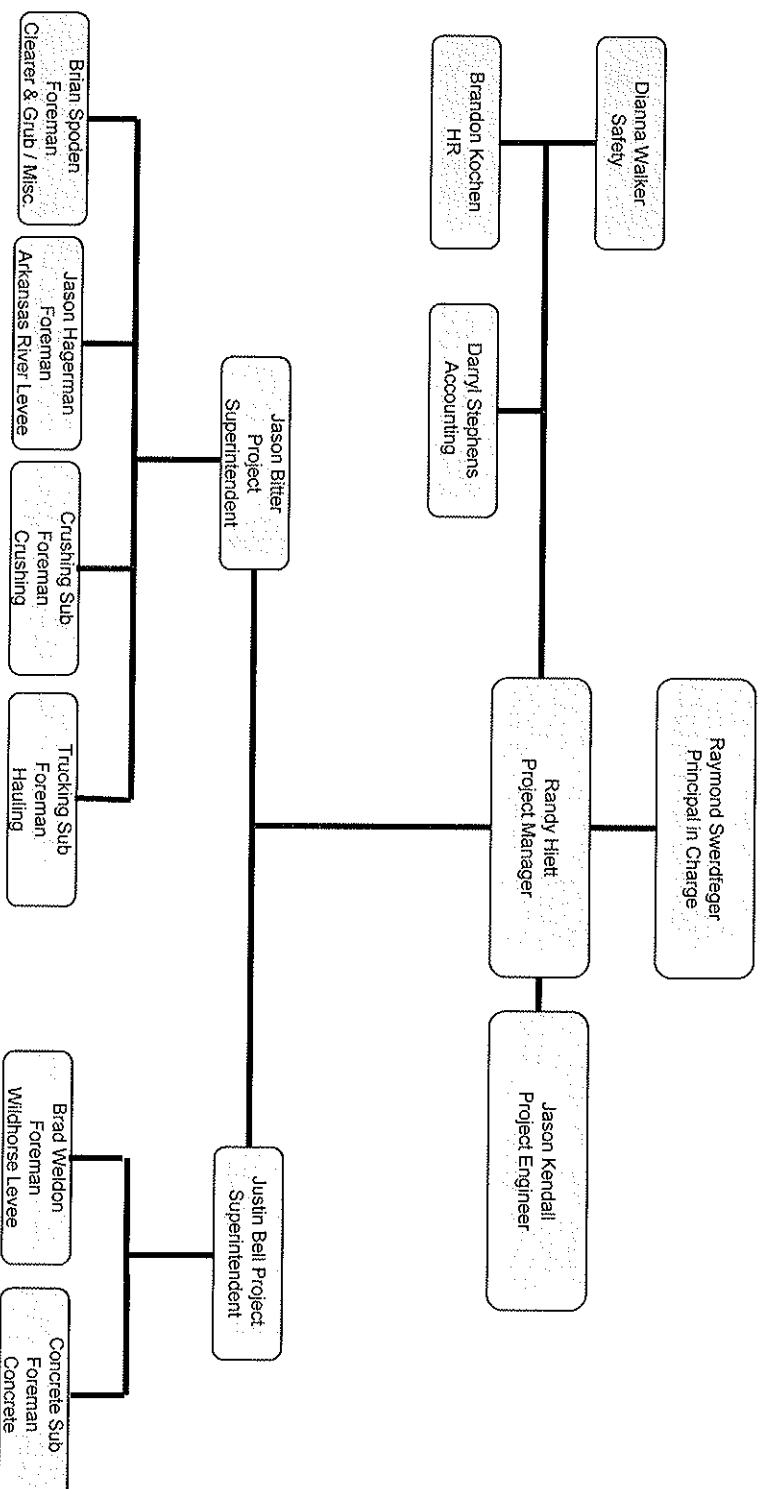 Raymond Swerdfeger
Principal in Charge
Dianna Walker
Safety
Brandon Kochen
HR
Darryl Stephens
Accounting
Randy Hiett
Project Manager
Jason Kendall
Project Engineer
Jason Bitter
Project
Superintendent
Justin Bell Project
Superintendent
Brian Spoden
Foreman
Clearer & Grub / Misc.
Jason Hagerman
Foreman
Arkansas River Levee
Crushing Sub
Foreman
Crushing
Trucking Sub
Foreman
Hauling
Brad Weldon
Foreman
Wildhorse Levee
Concrete Sub
Foreman
Concrete